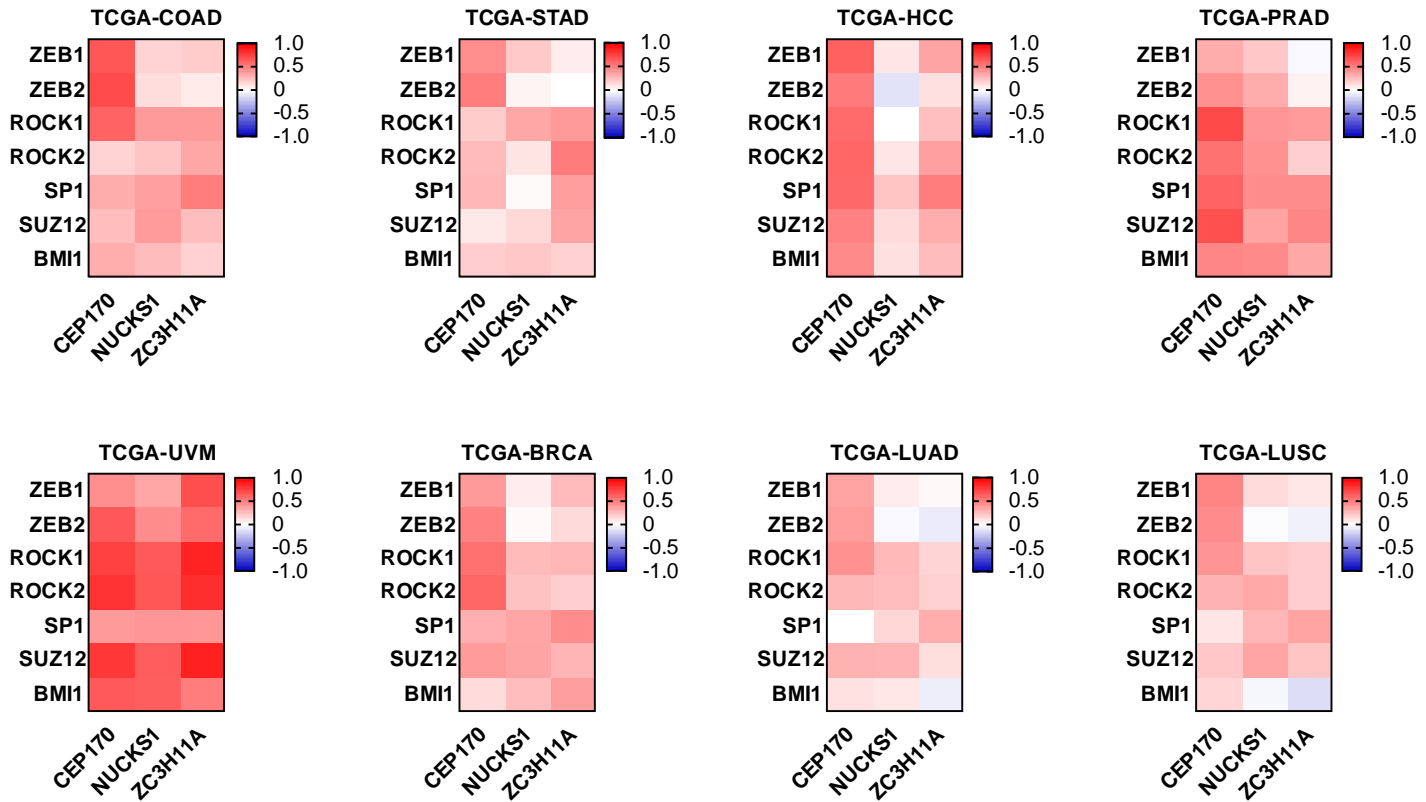 TCGA-COAD
ZEB1
ZEB2
ROCK1
ROCK2
SP1
SUZ12
BMI1
1.0
0.5
0
-0.5
-1.0
CEP170
NUCKS1
ZC3H11A
TCGA-STAD
ZEB1
ZEB2
ROCK1
ROCK2
SP1
SUZ12
BMI1
1.0
0.5
0
-0.5
-1.0
CEP170
NUCKS1
ZC3H11A
TCGA-HCC
ZEB1
ZEB2
ROCK1
ROCK2
SP1
SUZ12
BMI1
1.0
0.5
0
-0.5
-1.0
CEP170
NUCKS1
ZC3H11A
TCGA-PRAD
ZEB1
ZEB2
ROCK1
ROCK2
SP1
SUZ12
BMI1
1.0
0.5
0
-0.5
-1.0
CEP170
NUCKS1
ZC3H11A
TCGA-UVM
ZEB1
ZEB2
ROCK1
ROCK2
SP1
SUZ12
BMI1
1.0
0.5
0
-0.5
-1.0
CEP170
NUCKS1
ZC3H11A
TCGA-BRCA
ZEB1
ZEB2
ROCK1
ROCK2
SP1
SUZ12
BMI1
1.0
0.5
0
-0.5
-1.0
CEP170
NUCKS1
ZC3H11A
TCGA-LUAD
ZEB1
ZEB2
ROCK1
ROCK2
SP1
SUZ12
BMI1
1.0
0.5
0
-0.5
-1.0
CEP170
NUCKS1
ZC3H11A
TCGA-LUSC
ZEB1
ZEB2
ROCK1
ROCK2
SP1
SUZ12
BMI1
1.0
0.5
0
-0.5
-1.0
CEP170
NUCKS1
ZC3H11A